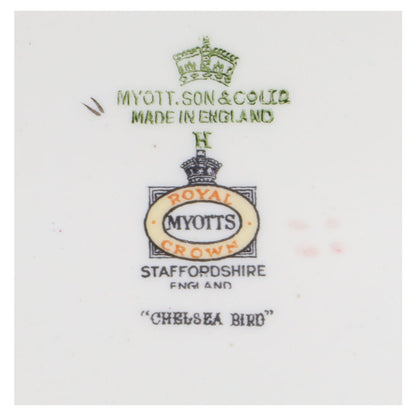 MYOTT. SON & CO LTD
MADE IN ENGLAND
H
ROYAL
MYOTTS
CROWN
STAFFORDSHIRE
ENGLAND
"CHELSEA BIRD"